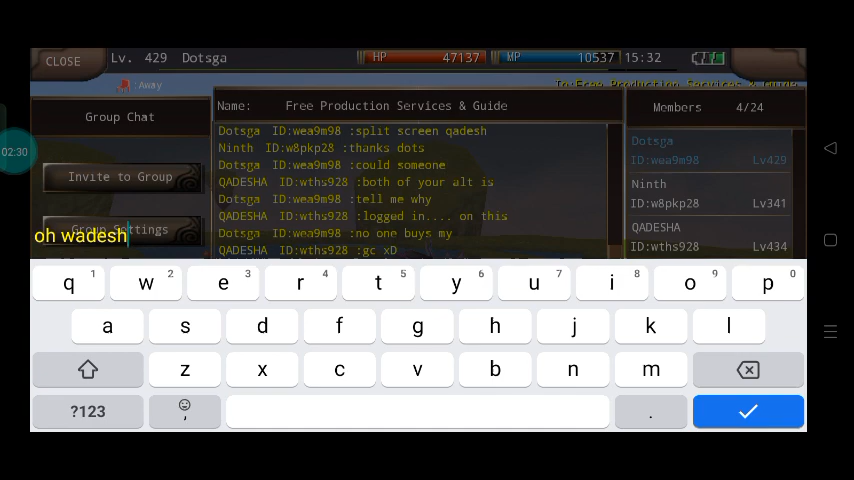 CLOSE Lv. 429 Dotsga HP 47137 MP 10537 15:32
: Away To:Free Production Services & Guide
Group Chat Name: Free Production Services & Guide Members 4/24
Dotsga ID:wea9m98 :split screen qadesh
Ninth ID:w8pkp28 :thanks dots
Dotsga ID:wea9m98 :could someone
QADESHA ID:wths928 :both of your alt is
Dotsga ID:wea9m98 :tell me why
QADESHA ID:wths928 :logged in.... on this
Dotsga ID:wea9m98 :no one buys my
QADESHA ID:wths928 :gc xD
Dotsga
ID:wea9m98 Lv429
Ninth
ID:w8pkp28 Lv341
QADESHA
ID:wths928 Lv434
02:30
Invite to Group
Group Settings
oh wadesh
q 1 w 2 e 3 r 4 t 5 y 6 u 7 i 8 o 9 p 0
a s d f g h j k l
z x c v b n m
?123 , .